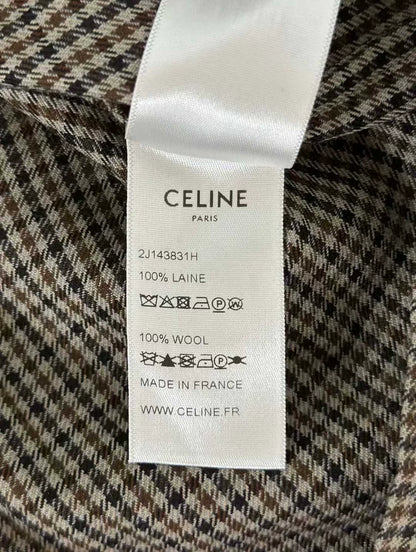 CELINE
PARIS
2J143831H
100% LAINE
100% WOOL
MADE IN FRANCE
WWW.CELINE.FR